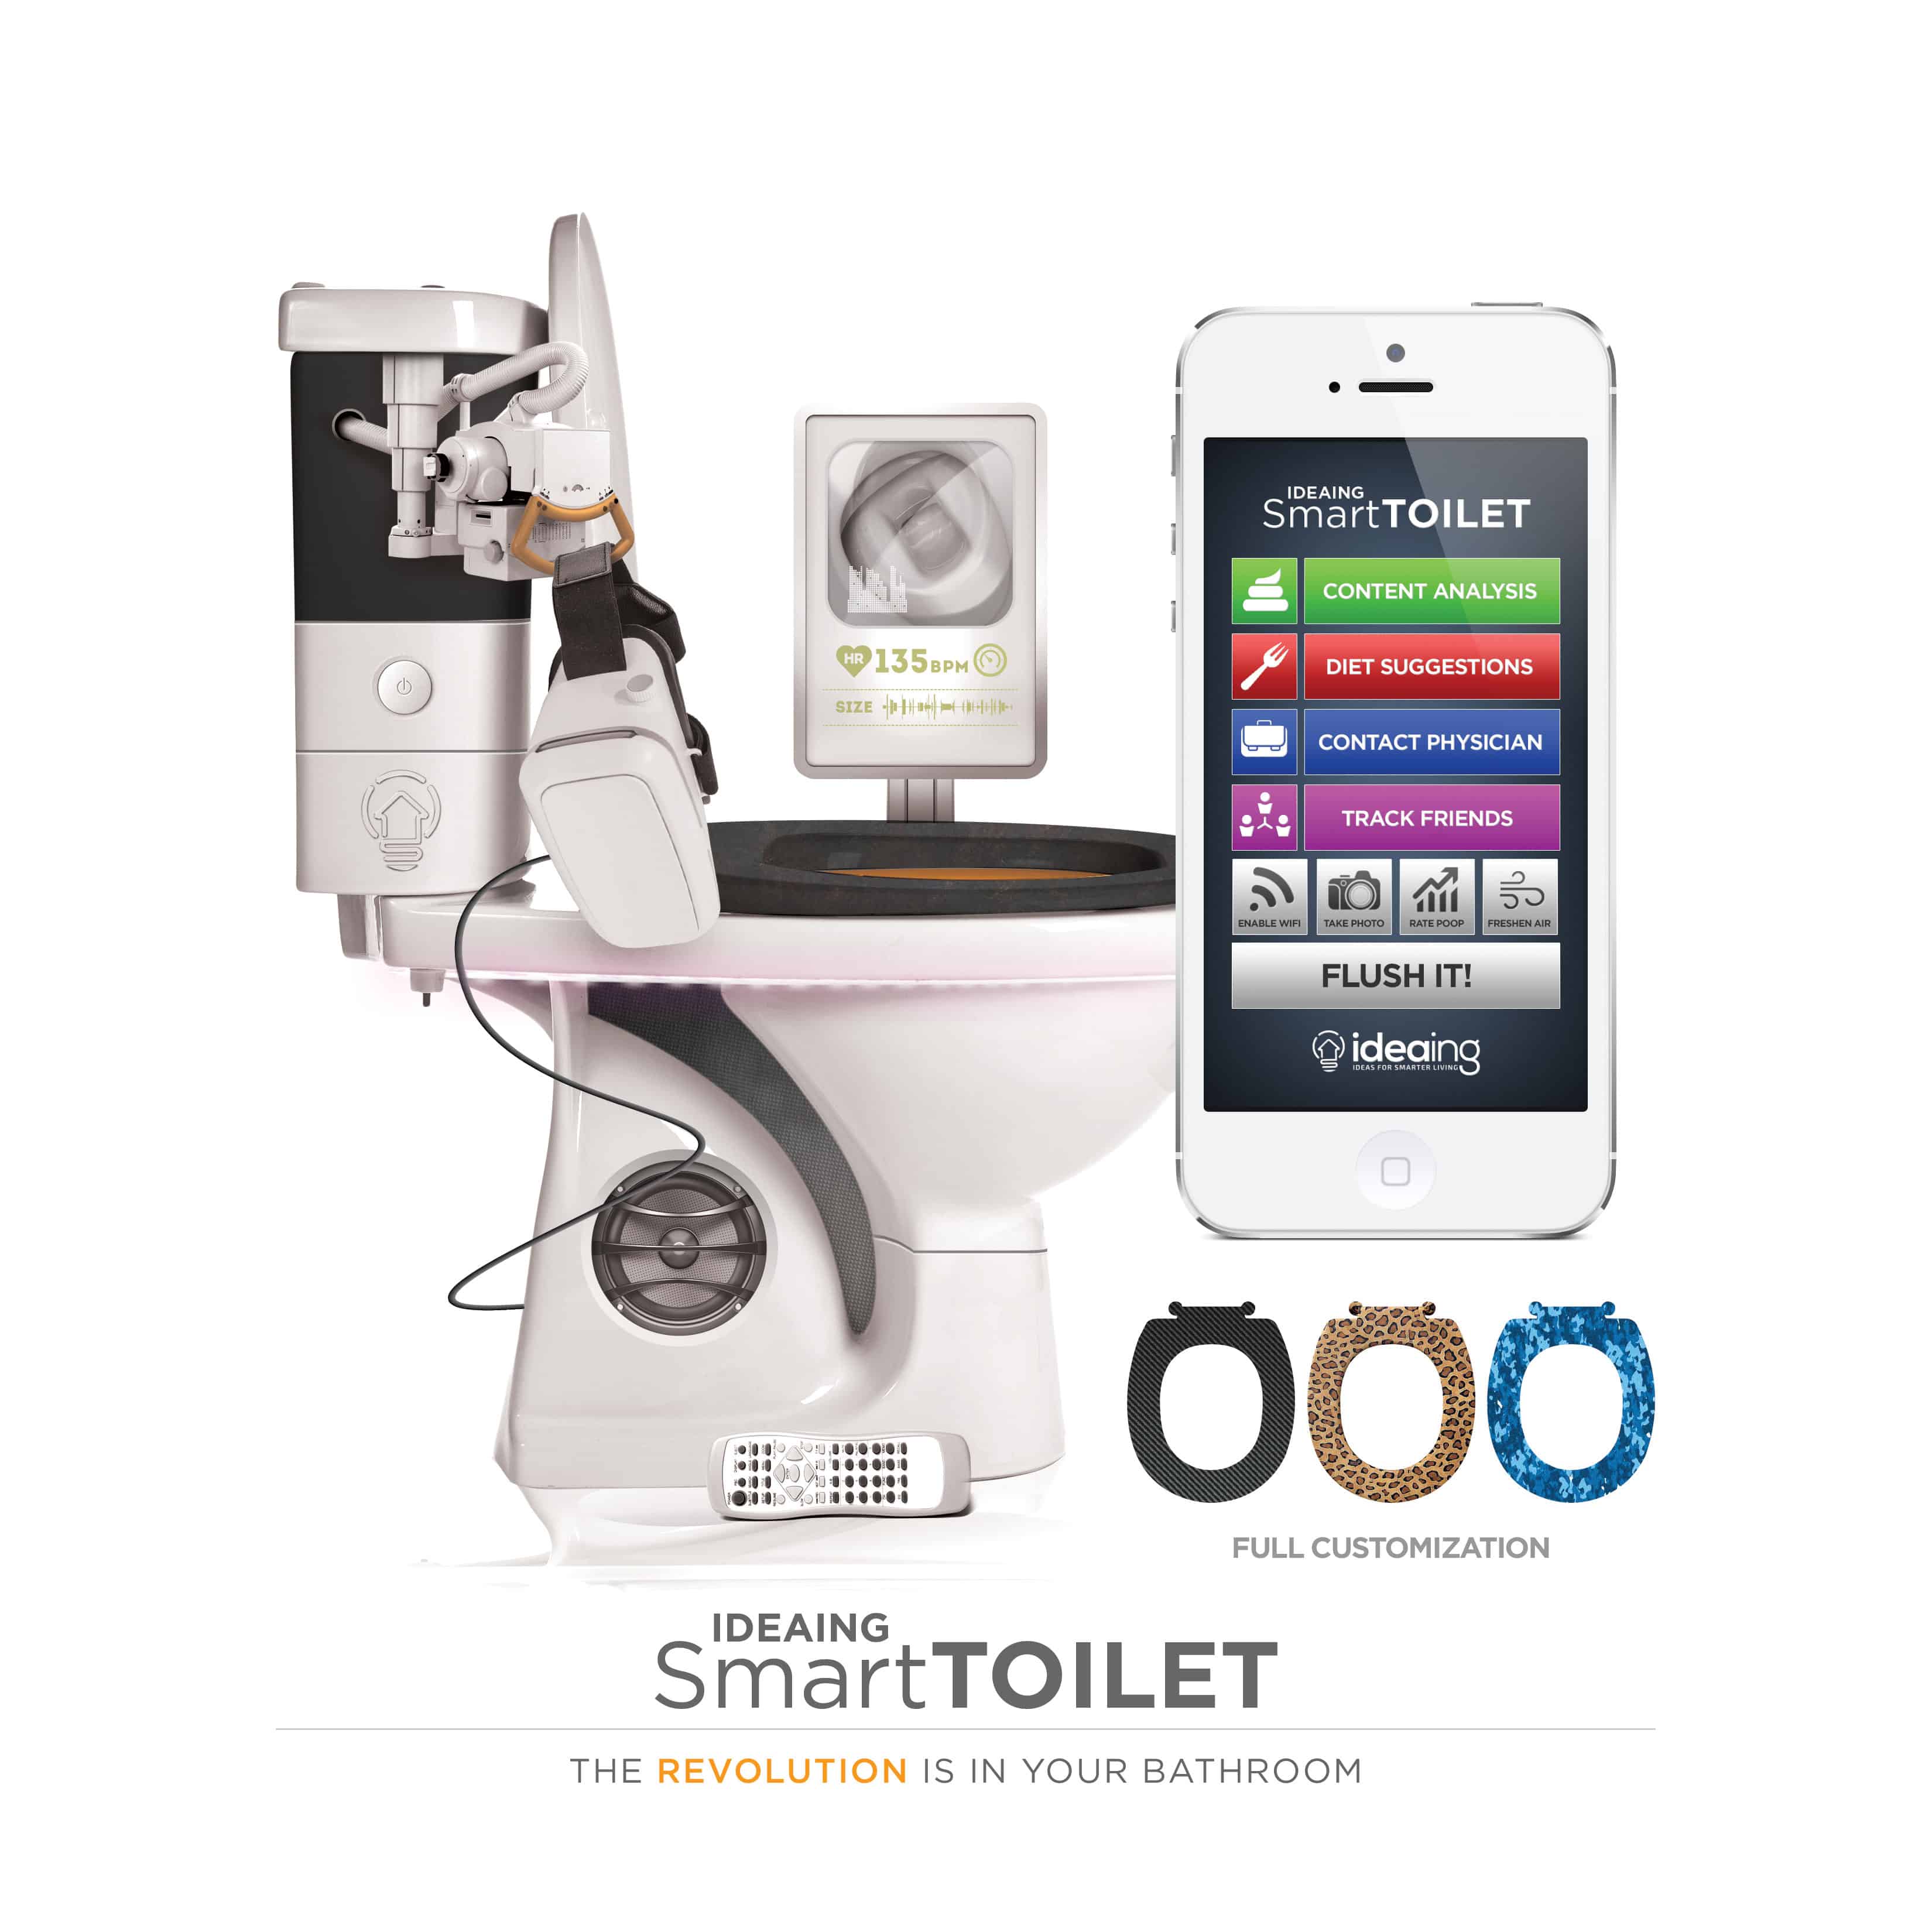 HR 135 BPM
SIZE
IDEAING
SmartTOILET
CONTENT ANALYSIS
DIET SUGGESTIONS
CONTACT PHYSICIAN
TRACK FRIENDS
ENABLE WIFI
TAKE PHOTO
RATE POOP
FRESHEN AIR
FLUSH IT!
ideaing
IDEAS FOR SMARTER LIVING
FULL CUSTOMIZATION
IDEAING
SmartTOILET
THE REVOLUTION IS IN YOUR BATHROOM